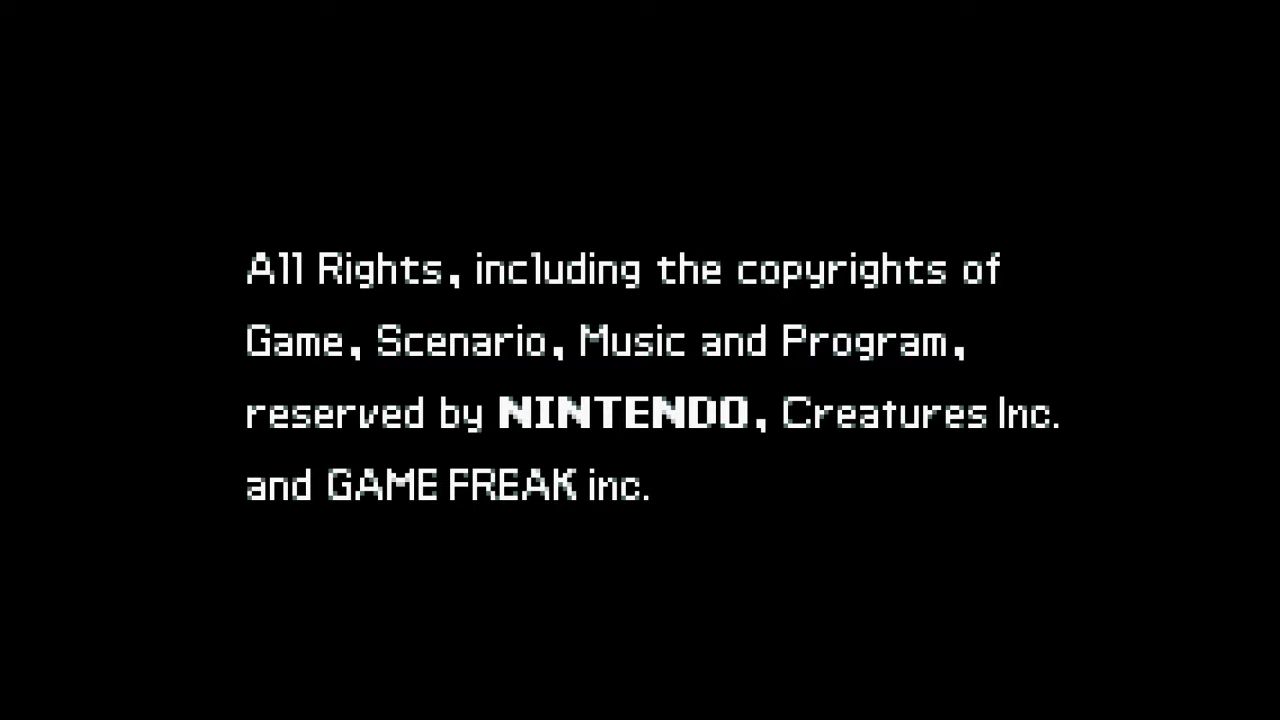 All Rights, including the copyrights of
Game, Scenario, Music and Program,
reserved by NINTENDO, Creatures Inc.
and GAME FREAK inc.